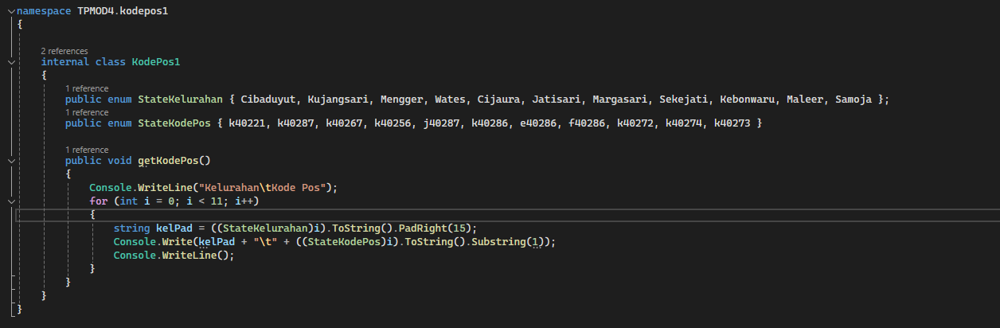 namespace TPMOD4.kodepos1
{
2 references
internal class KodePos1
{
1 reference
public enum StateKelurahan { Cibaduyut, Kujangsari, Mengger, Wates, Cijaura, Jatisari, Margasari, Sekejati, Kebonwaru, Maleer, Samoja };
1 reference
public enum StateKodePos { k40221, k40287, k40267, k40256, j40287, k40286, e40286, f40286, k40272, k40274, k40273 }
1 reference
public void getKodePos()
{
Console.WriteLine("Kelurahan\tKode Pos");
for (int i = 0; i < 11; i++)
{
string kelPad = ((StateKelurahan)i).ToString().PadRight(15);
Console.Write(kelPad + "\t" + ((StateKodePos)i).ToString().Substring(1));
Console.WriteLine();
}
}
}
}